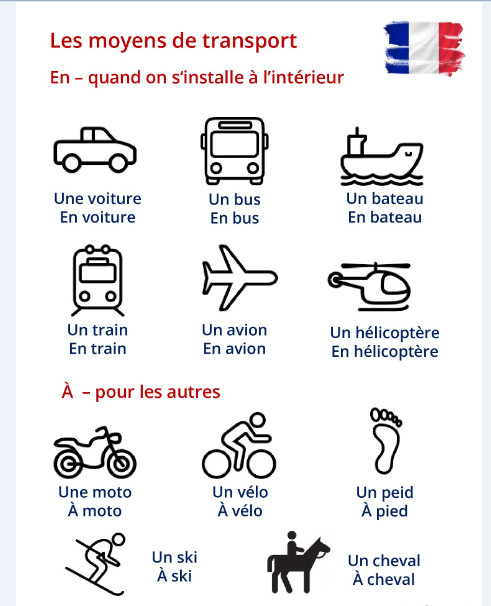 Les moyens de transport
En – quand on s’installe à l’intérieur
Une voiture
En voiture
Un bus
En bus
Un bateau
En bateau
Un train
En train
Un avion
En avion
Un hélicoptère
En hélicoptère
À – pour les autres
Une moto
À moto
Un vélo
À vélo
Un peid
À pied
Un ski
À ski
Un cheval
À cheval